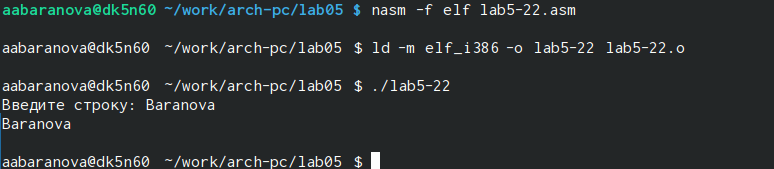 aabaranova@dk5n60 ~/work/arch-pc/lab05 $ nasm -f elf lab5-22.asm
aabaranova@dk5n60 ~/work/arch-pc/lab05 $ ld -m elf_i386 -o lab5-22 lab5-22.o
aabaranova@dk5n60 ~/work/arch-pc/lab05 $ ./lab5-22
Введите строку: Baranova
Baranova
aabaranova@dk5n60 ~/work/arch-pc/lab05 $